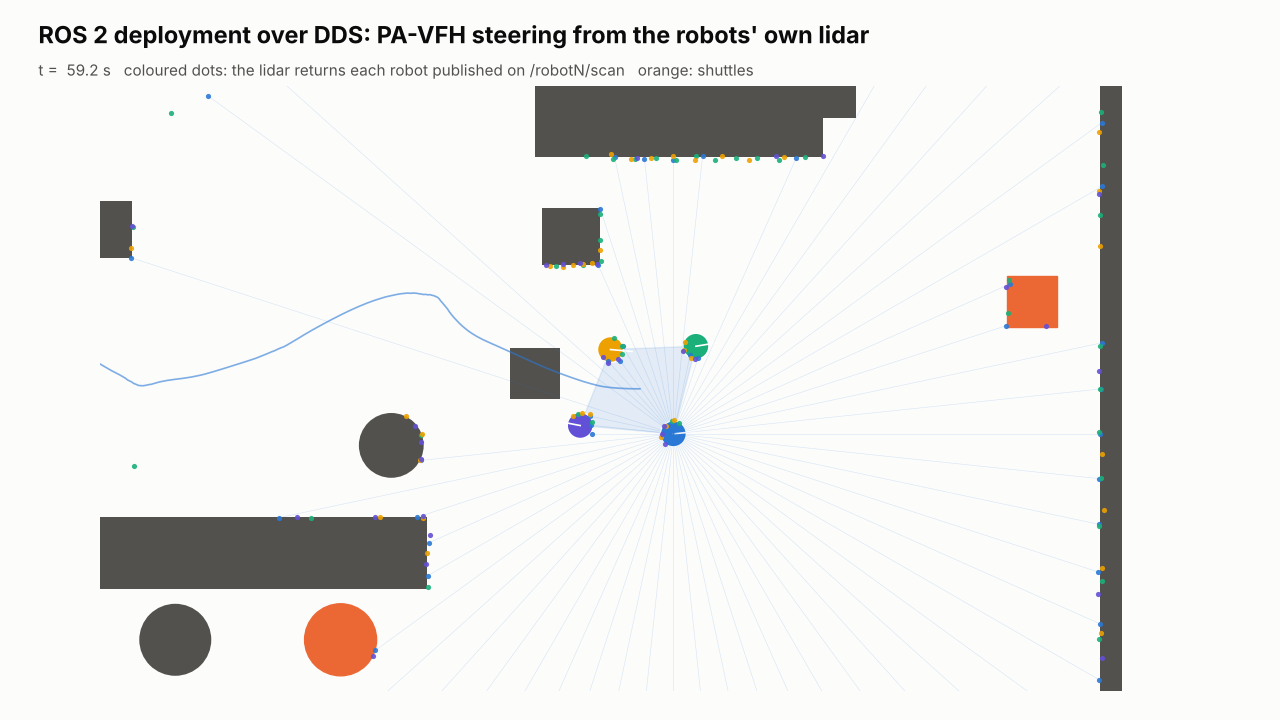 ROS 2 deployment over DDS: PA-VFH steering from the robots' own lidar
t = 59.2 s coloured dots: the lidar returns each robot published on /robotN/scan orange: shuttles